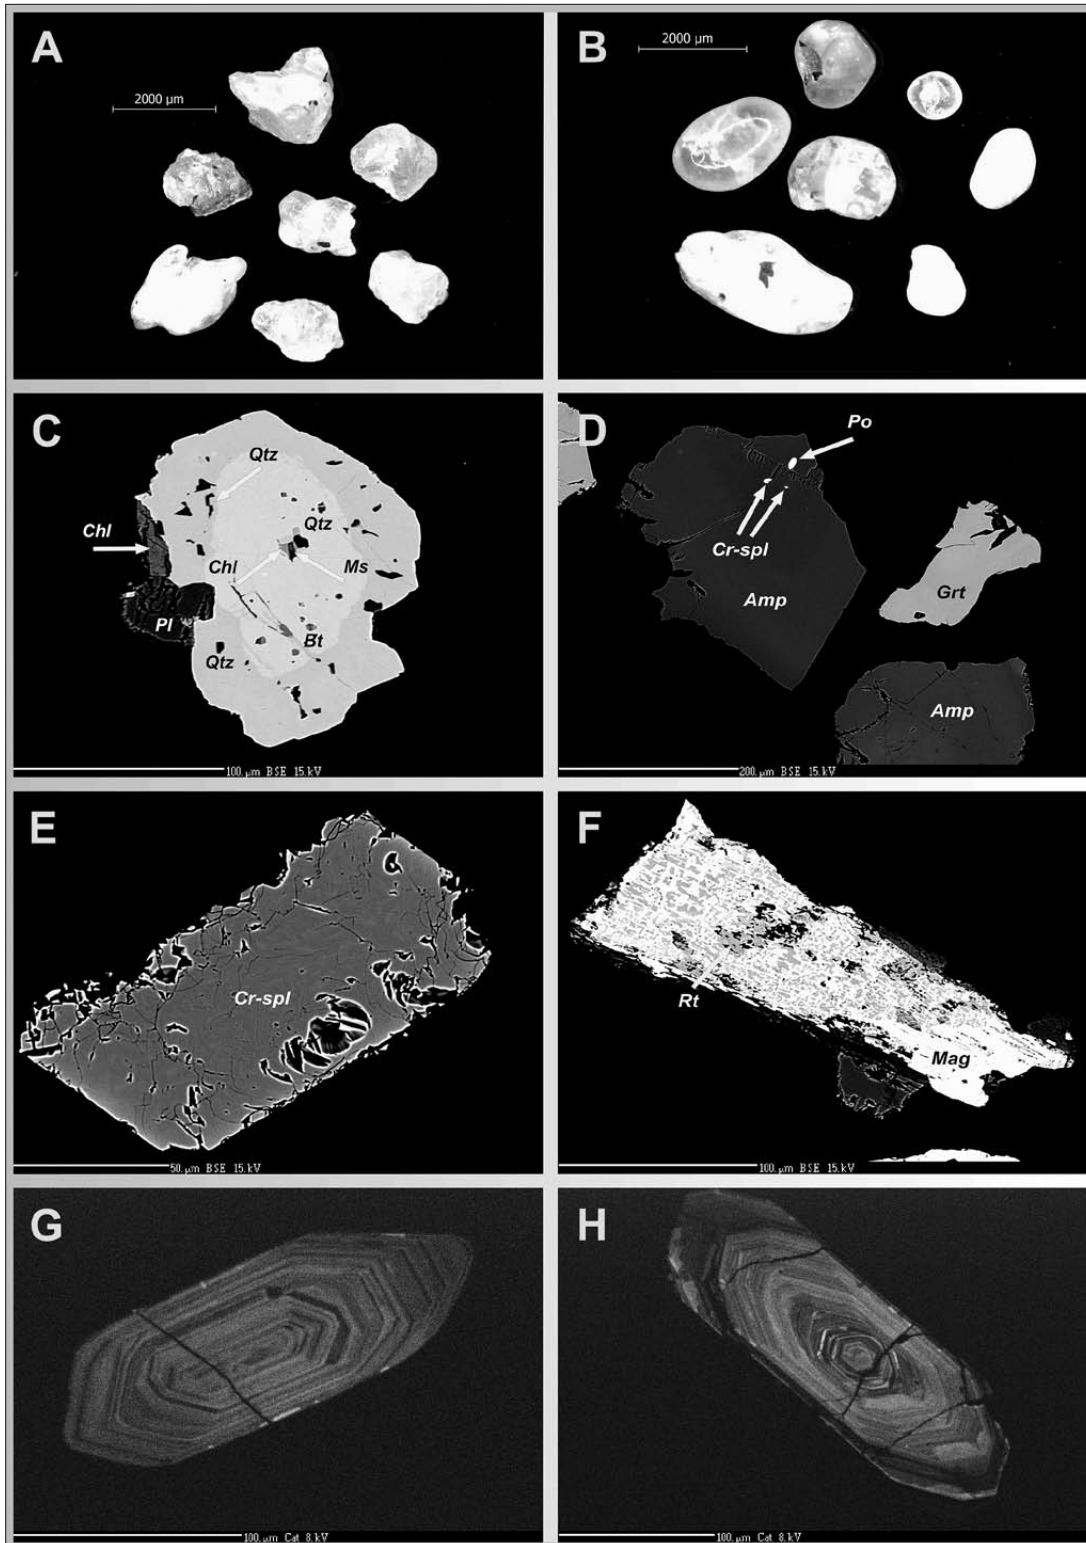 A
2000 µm
B
2000 µm
C
Qtz
Qtz
Chl
Chl
Ms
Pl
Bt
Qtz
100.µm BSE 15.kV
D
Po
Cr-spl
Grt
Amp
Amp
200.µm BSE 15.kV
E
Cr-spl
50.µm BSE 15.kV
F
Rt
Mag
100.µm BSE 15.kV
G
100.µm Cat 8.kV
H
100.µm Cat 8.kV